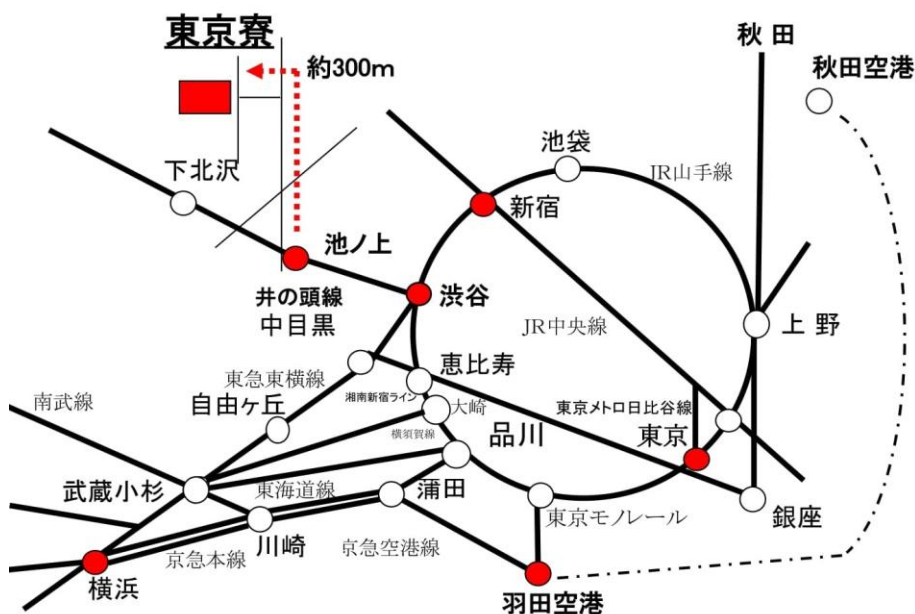 東京寮
約300m
秋田
秋田空港
池袋
JR山手線
下北沢
新宿
池ノ上
井の頭線
渋谷
中目黒
JR中央線
上野
恵比寿
東急東横線
湘南新宿ライン
大崎
東京メトロ日比谷線
南武線
自由ヶ丘
横須賀線
品川
東京
武蔵小杉
東海道線
蒲田
東京モノレール
銀座
川崎
京急本線
京急空港線
横浜
羽田空港